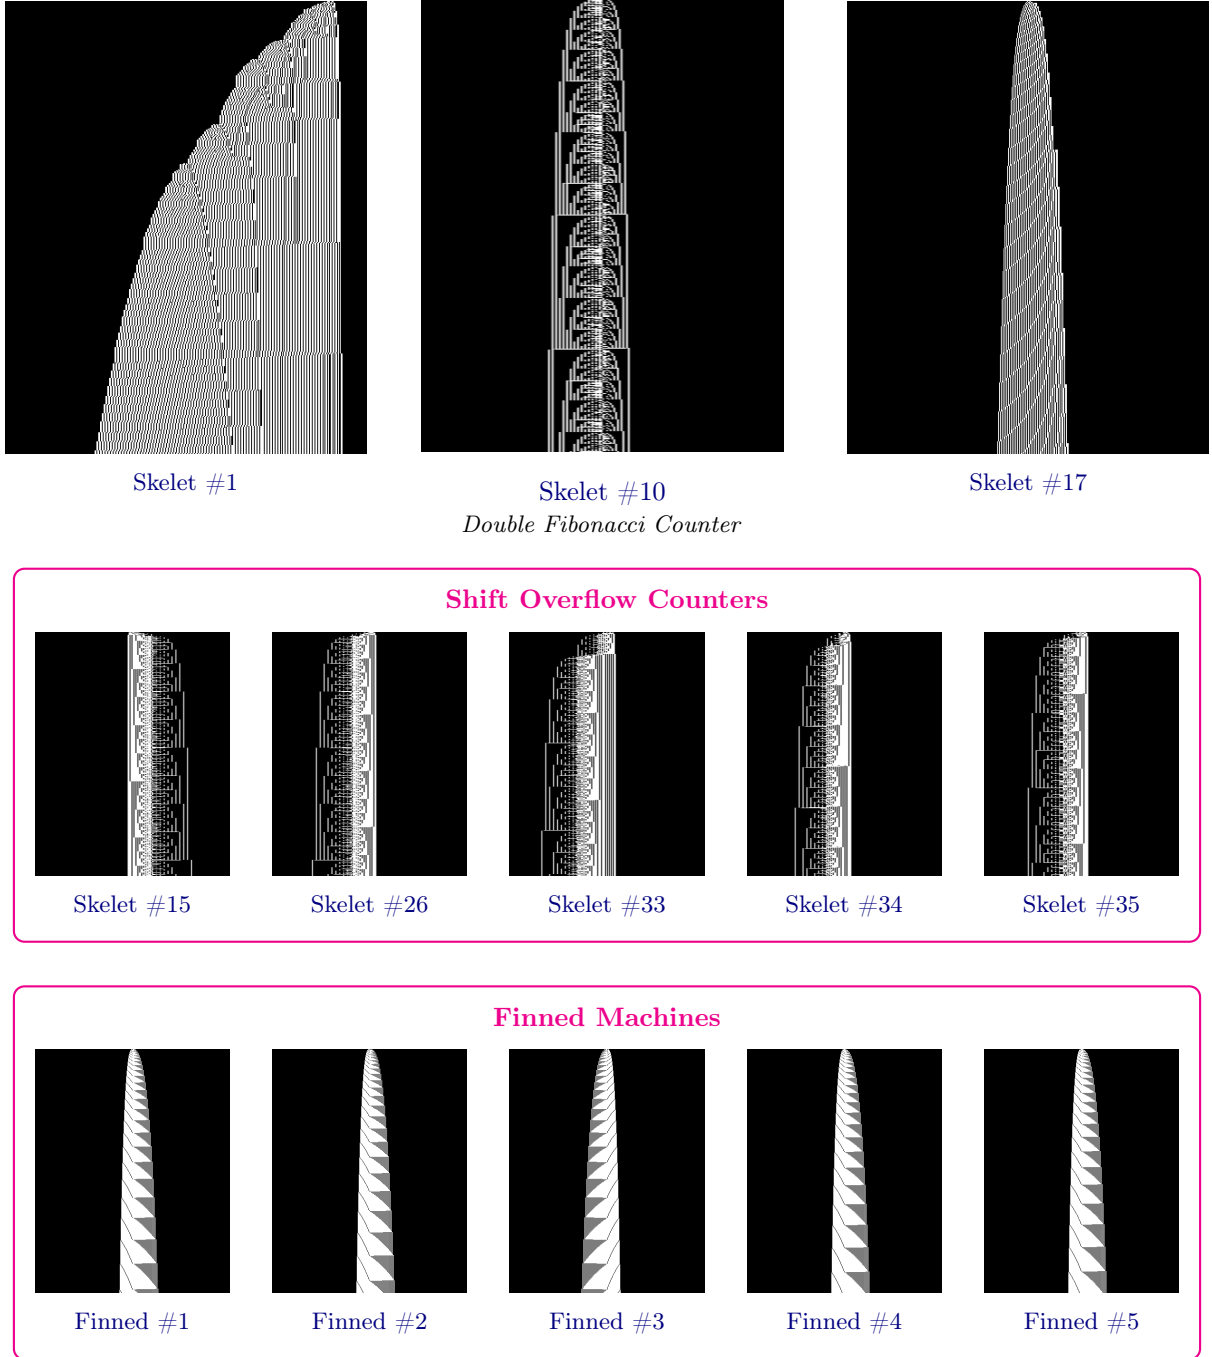 Skelet #1
Skelet #10
Skelet #17
Double Fibonacci Counter
Shift Overflow Counters
Skelet #15
Skelet #26
Skelet #33
Skelet #34
Skelet #35
Finned Machines
Finned #1
Finned #2
Finned #3
Finned #4
Finned #5